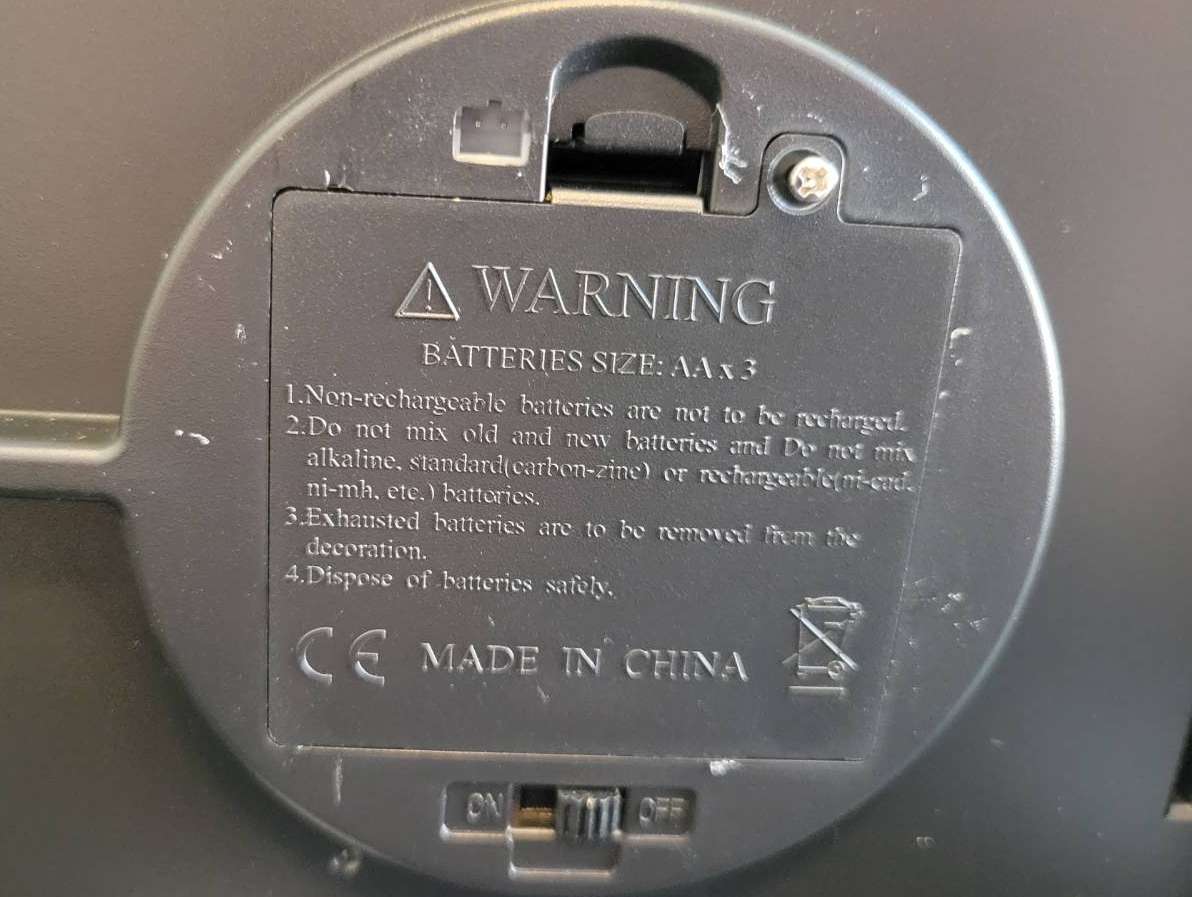 WARNING
BATTERIES SIZE: AA x 3
1.Non-rechargeable batteries are not to be recharged.
2.Do not mix old and new batteries and Do not mix
alkaline, standard(carbon-zinc) or rechargeable(ni-cad,
ni-mh, etc.) batteries.
3.Exhausted batteries are to be removed from the
decoration.
4.Dispose of batteries safely.
CE MADE IN CHINA
ON OFF